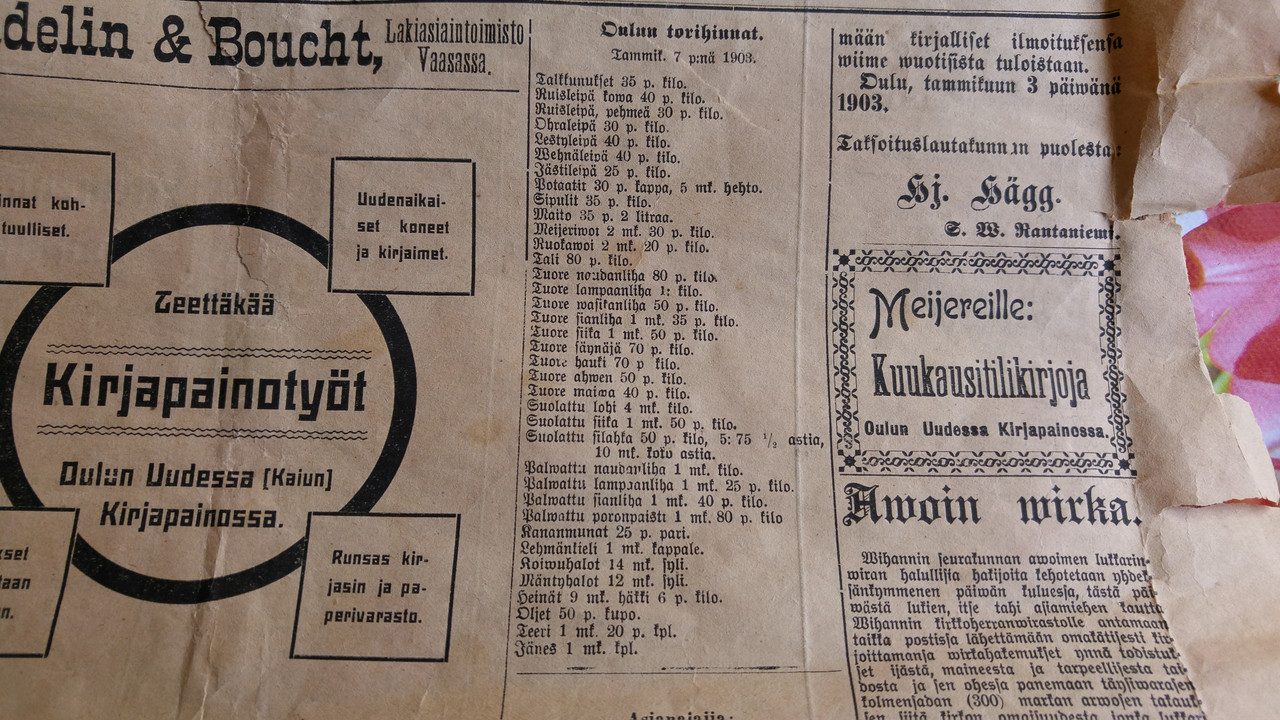 & Boucht, Lakiasiaintoimisto
Vaasassa.
koh-
tuulliset.
Uudenaikai-
set koneet
ja kirjaimet.
Teettäkää
Kirjapainotyöt
Oulun Uudessa [Kaiun]
Kirjapainossa.
Runsas kir-
jasin ja pa-
perivarasto.
Oulun torihinnat.
Tammik. 7 p:nä 1903.
Talkkunukset 35 p. kilo.
Ruisleipä kowa 40 p. kilo.
Ruisleipä, pehmeä 30 p. kilo.
Ohraleipä 30 p. kilo.
Lestyleipä 40 p. kilo.
Wehnäleipä 40 p. kilo.
Jästileipä 25 p. kilo.
Potaatit 30 p. kappa, 5 mk. hehto.
Sipulit 35 p. kilo.
Maito 35 p. 2 litraa.
Meijeriwoi 2 mk. 30 p. kilo.
Ruokawoi 2 mk. 20 p. kilo.
Tali 80 p. kilo.
Tuore naudanliha 80 p. kilo.
Tuore lampaanliha 1: kilo.
Tuore wasikanliha 50 p. kilo.
Tuore sianliha 1 mk. 35 p. kilo.
Tuore siika 1 mk. 50 p. kilo.
Tuore säynäjä 70 p. kilo.
Tuore hauki 70 p kilo.
Tuore ahwen 50 p. kilo.
Tuore maiwa 40 p. kilo.
Suolattu lohi 4 mk. kilo.
Suolattu siika 1 mk. 50 p. kilo.
Suolattu silahka 50 p. kilo, 5: 75 ½ astia,
10 mk. koko astia.
Palwattu naudanliha 1 mk. kilo.
Palwattu lampaanliha 1 mk. 25 p. kilo.
Palwattu sianliha 1 mk. 40 p. kilo.
Palwattu poronpaisti 1 mk. 80 p. kilo
Kananmunat 25 p. pari.
Lehmänkieli 1 mk. kappale.
Koiwuhalot 14 mk. syli.
Mäntyhalot 12 mk. syli.
Heinät 9 mk. häkki 6 p. kilo.
Oljet 50 p. kupo.
Teeri 1 mk. 20 p. kpl.
Jänes 1 mk. kpl.
mään kirjalliset ilmoituksensa
wiime wuotisista tuloistaan.
Oulu, tammikuun 3 päiwänä
1903.
Taksoituslautakunnan puolesta:
Hj. Hägg.
S. W. Rantaniemi.
Meijereille:
Kuukausitilikirjoja
Oulun Uudessa Kirjapainossa.
Awoin wirka.
Wihannin seurakunnan awoimen lukkarin-
wiran halullisia hakijoita kehotetaan yhdek-
sänkymmenen päiwän kuluessa, tästä päi-
wästä lukien, itse tahi asiamiehen kautta
Wihannin kirkkoherranwirastolle antamaan
taikka postissa lähettämään omakätisesti kir-
joittamansa wirkahakemukset ynnä todistuk-
set iästä, maineesta ja tarpeellisesta tai-
dosta ja sen ohessa panemaan täysiwaraisen
kolmensadan (300) markan arwosen takauk-